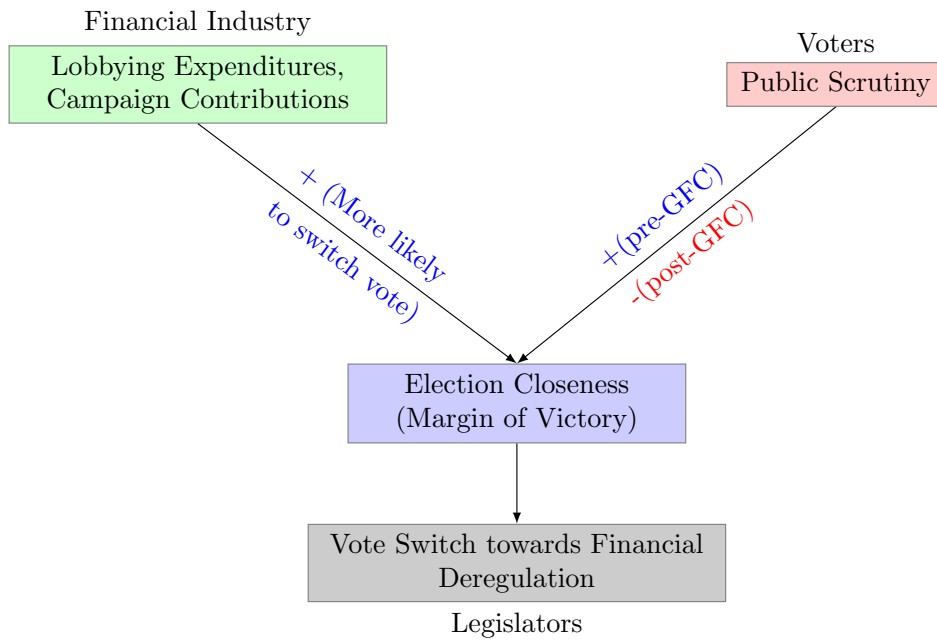 Financial Industry
Lobbying Expenditures,
Campaign Contributions
Voters
Public Scrutiny
+ (More likely
to switch vote)
+(pre-GFC)
-(post-GFC)
Election Closeness
(Margin of Victory)
Vote Switch towards Financial
Deregulation
Legislators